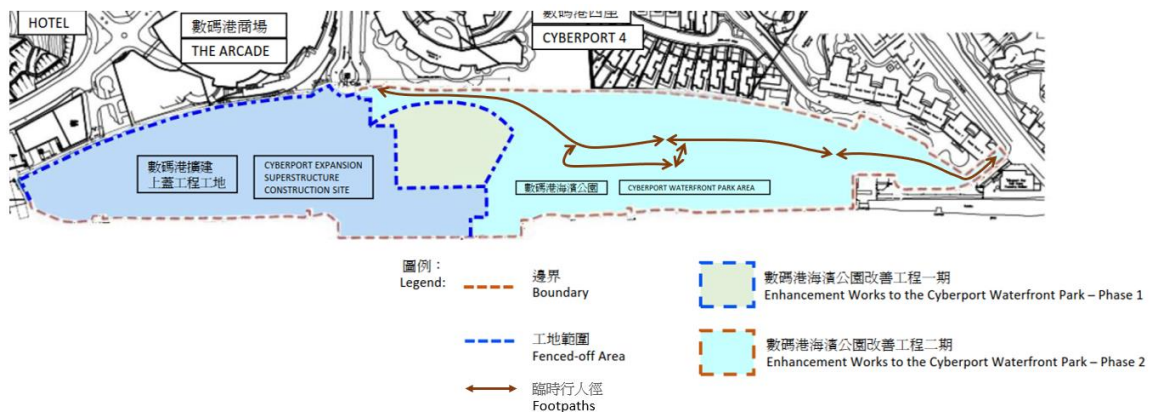 HOTEL
數碼港商場
THE ARCADE
數碼港四座
CYBERPORT 4
數碼港擴建
上蓋工程工地
CYBERPORT EXPANSION
SUPERSTRUCTURE
CONSTRUCTION SITE
數碼港海濱公園
CYBERPORT WATERFRONT PARK AREA
圖例：
Legend:
邊界
Boundary
工地範圍
Fenced-off Area
臨時行人徑
Footpaths
數碼港海濱公園改善工程一期
Enhancement Works to the Cyberport Waterfront Park – Phase 1
數碼港海濱公園改善工程二期
Enhancement Works to the Cyberport Waterfront Park – Phase 2